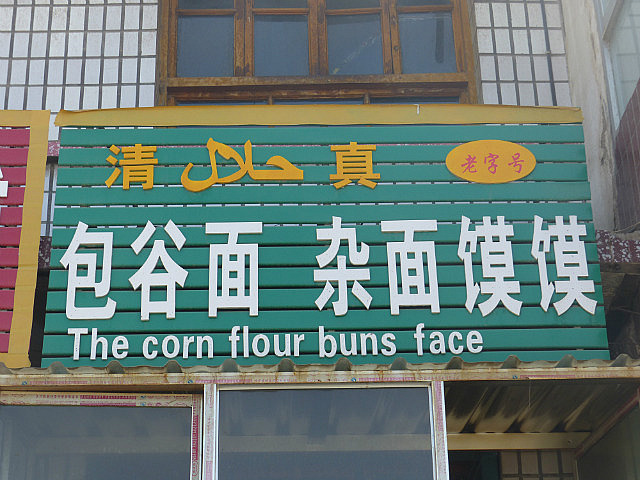 清 حلال 真 老字号
包谷面 杂面馍馍
The corn flour buns face